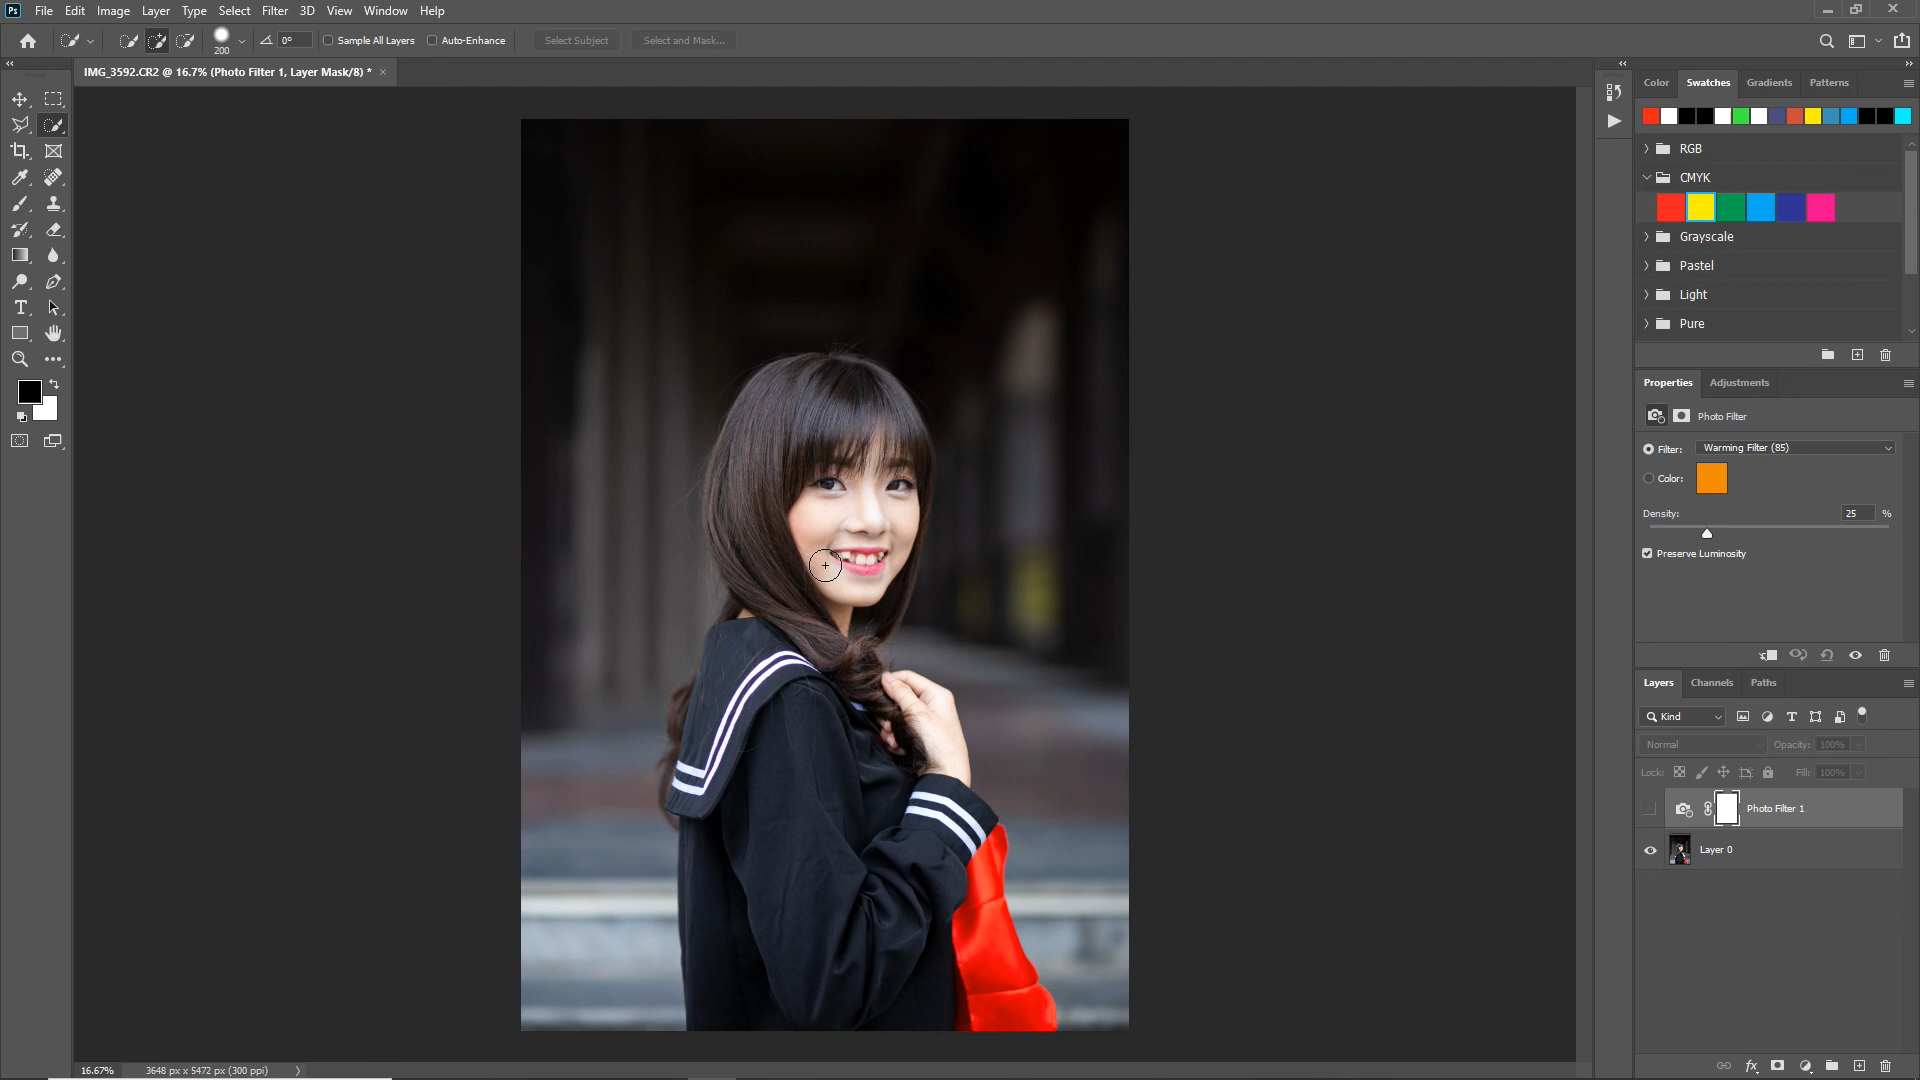 Ps File Edit Image Layer Type Select Filter 3D View Window Help
200 0° Sample All Layers Auto-Enhance Select Subject Select and Mask...
IMG_3592.CR2 @ 16.7% (Photo Filter 1, Layer Mask/8) * ×
Color Swatches Gradients Patterns
RGB
CMYK
Grayscale
Pastel
Light
Pure
Properties Adjustments
Photo Filter
Filter: Warming Filter (85)
Color:
Density: 25 %
Preserve Luminosity
Layers Channels Paths
Kind
Normal Opacity: 100%
Lock: Fill: 100%
Photo Filter 1
Layer 0
fx
16.67% 3648 px x 5472 px (300 ppi)